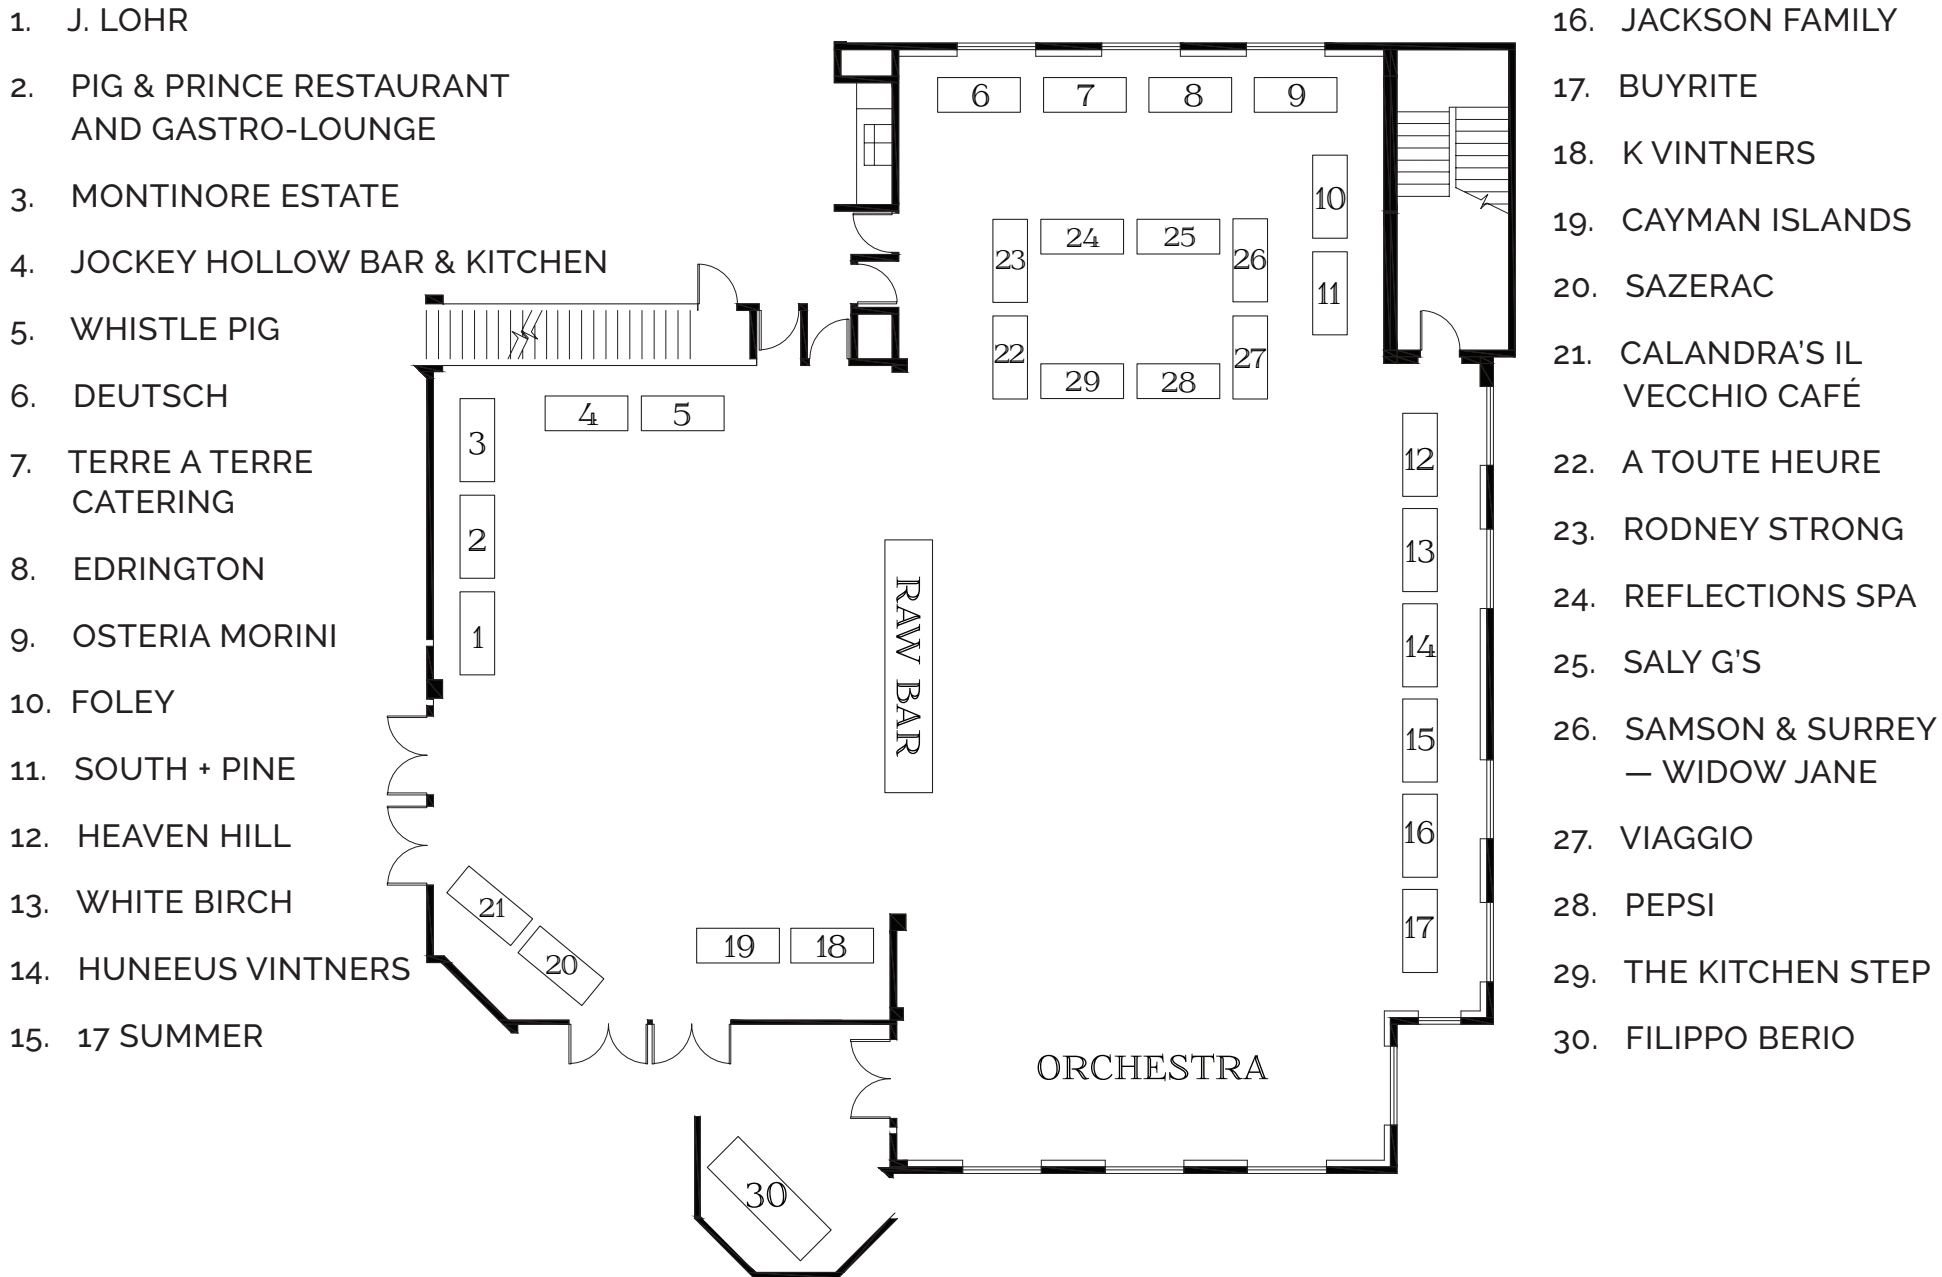 1. J. LOHR
2. PIG & PRINCE RESTAURANT
AND GASTRO-LOUNGE
3. MONTINORE ESTATE
4. JOCKEY HOLLOW BAR & KITCHEN
5. WHISTLE PIG
6. DEUTSCH
7. TERRE A TERRE
CATERING
8. EDRINGTON
9. OSTERIA MORINI
10. FOLEY
11. SOUTH + PINE
12. HEAVEN HILL
13. WHITE BIRCH
14. HUNEEUS VINTNERS
15. 17 SUMMER
6 7 8 9
10
11
23
24 25
26
22
29 28
27
4 5
3
2
1
RAW BAR
12
13
14
15
16
17
21
20
19 18
ORCHESTRA
30
16. JACKSON FAMILY
17. BUYRITE
18. K VINTNERS
19. CAYMAN ISLANDS
20. SAZERAC
21. CALANDRA’S IL
VECCHIO CAFÉ
22. A TOUTE HEURE
23. RODNEY STRONG
24. REFLECTIONS SPA
25. SALY G’S
26. SAMSON & SURREY
— WIDOW JANE
27. VIAGGIO
28. PEPSI
29. THE KITCHEN STEP
30. FILIPPO BERIO